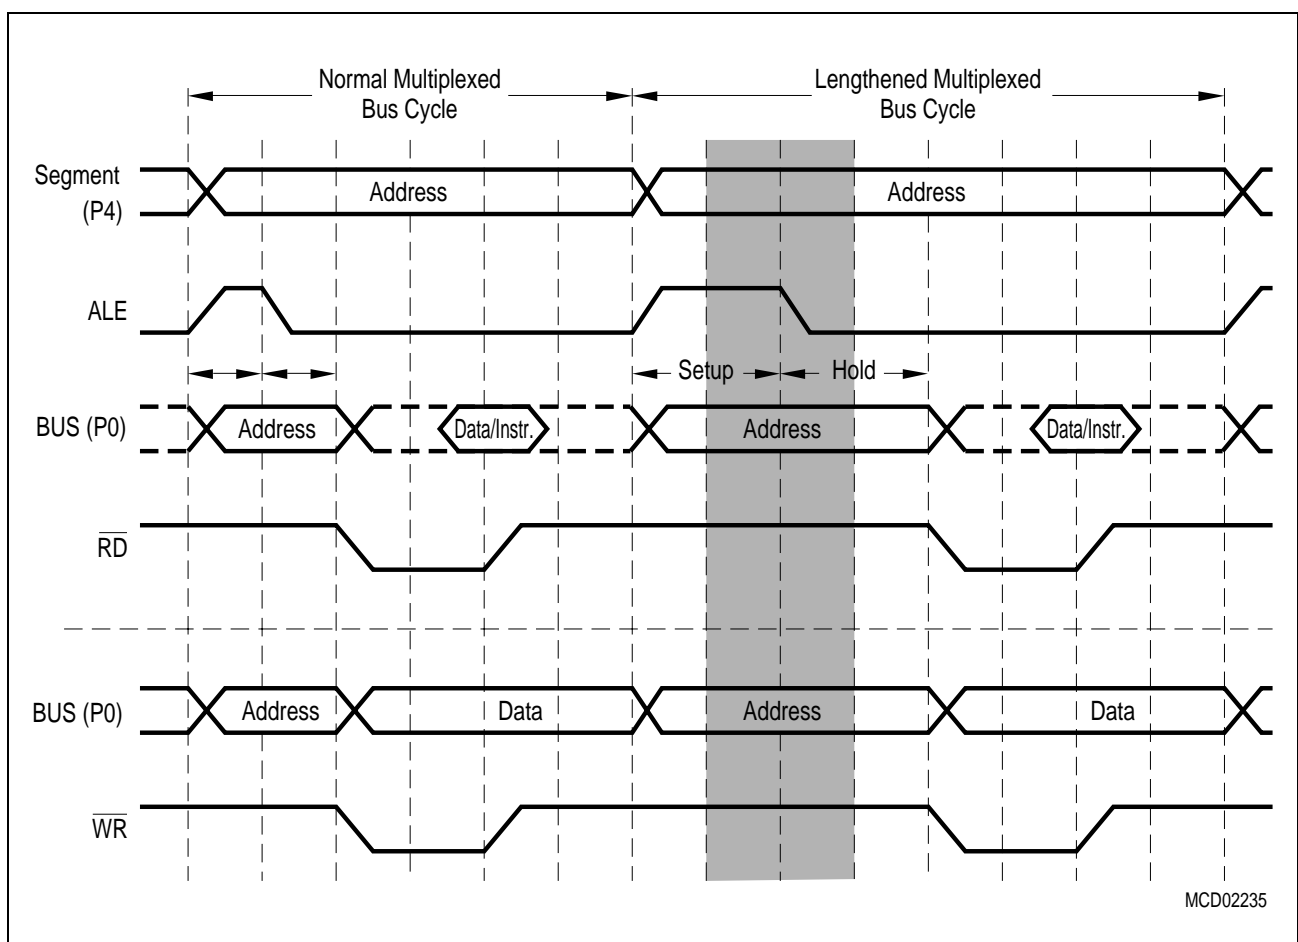 Normal Multiplexed
Bus Cycle
Lengthened Multiplexed
Bus Cycle
Segment
(P4)
Address
Address
ALE
Setup
Hold
BUS (P0)
Address
Data/Instr.
Address
Data/Instr.
RD
BUS (P0)
Address
Data
Address
Data
WR
MCD02235